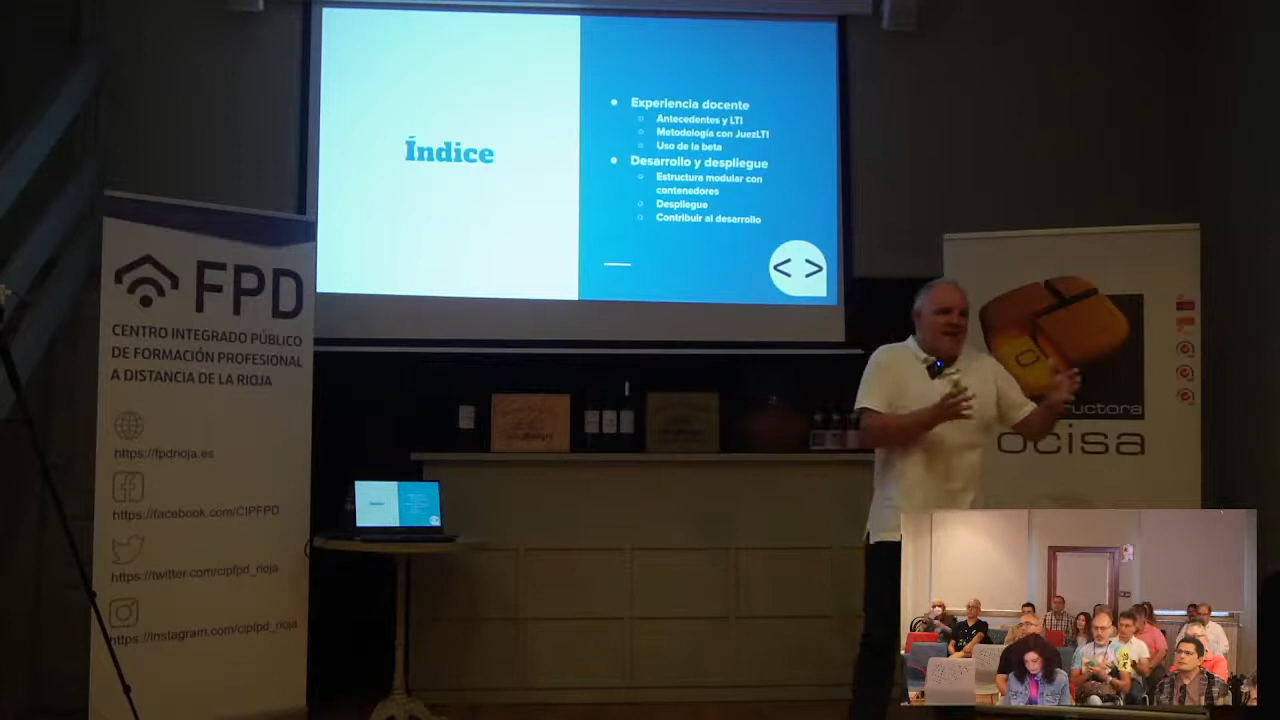 Índice
Experiencia docente
Antecedentes y LTI
Metodología con JuezLTI
Uso de la beta
Desarrollo y despliegue
Estructura modular con
contenedores
Despliegue
Contribuir al desarrollo
< >
FPD
CENTRO INTEGRADO PÚBLICO
DE FORMACIÓN PROFESIONAL
A DISTANCIA DE LA RIOJA
https://fpdrioja.es
https://facebook.com/CIPFPD
https://twitter.com/cipfpd_rioja
https://instagram.com/cipfpd_rioja
ructora
ocisa